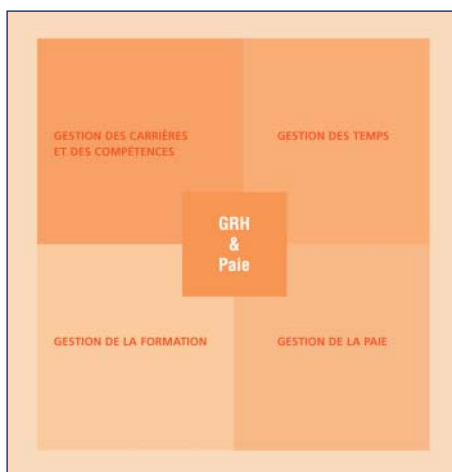 GESTION DES CARRIÈRES
ET DES COMPÉTENCES
GESTION DES TEMPS
GRH
&
Paie
GESTION DE LA FORMATION
GESTION DE LA PAIE